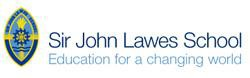 Sir John Lawes School
Education for a changing world